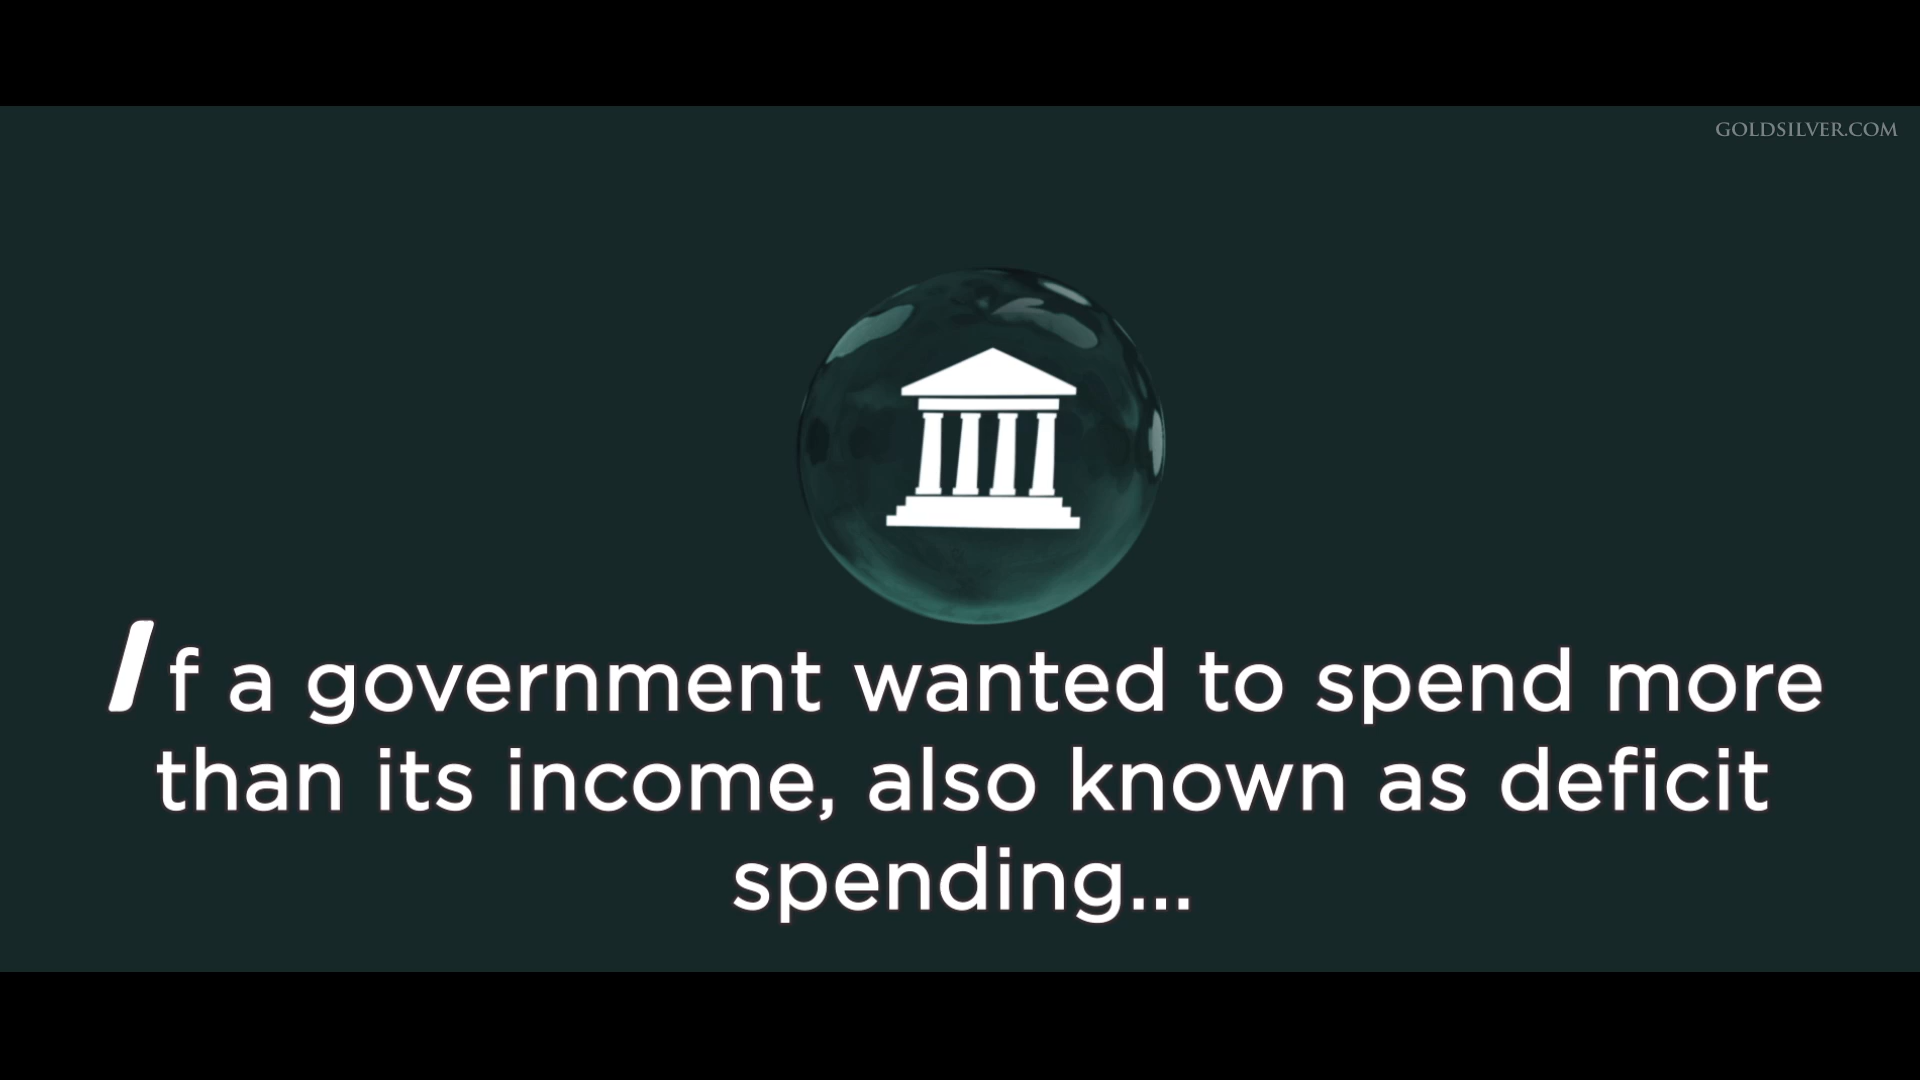 GOLDSILVER.COM
If a government wanted to spend more
than its income, also known as deficit
spending...